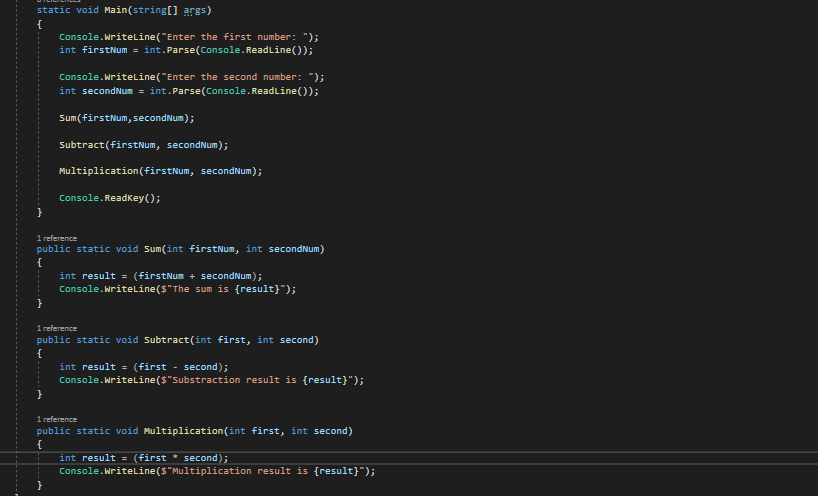 static void Main(string[] args)
{
Console.WriteLine("Enter the first number: ");
int firstNum = int.Parse(Console.ReadLine());
Console.WriteLine("Enter the second number: ");
int secondNum = int.Parse(Console.ReadLine());
Sum(firstNum,secondNum);
Subtract(firstNum, secondNum);
Multiplication(firstNum, secondNum);
Console.ReadKey();
}
1 reference
public static void Sum(int firstNum, int secondNum)
{
int result = (firstNum + secondNum);
Console.WriteLine($"The sum is {result}");
}
1 reference
public static void Subtract(int first, int second)
{
int result = (first - second);
Console.WriteLine($"Substraction result is {result}");
}
1 reference
public static void Multiplication(int first, int second)
{
int result = (first * second);
Console.WriteLine($"Multiplication result is {result}");
}